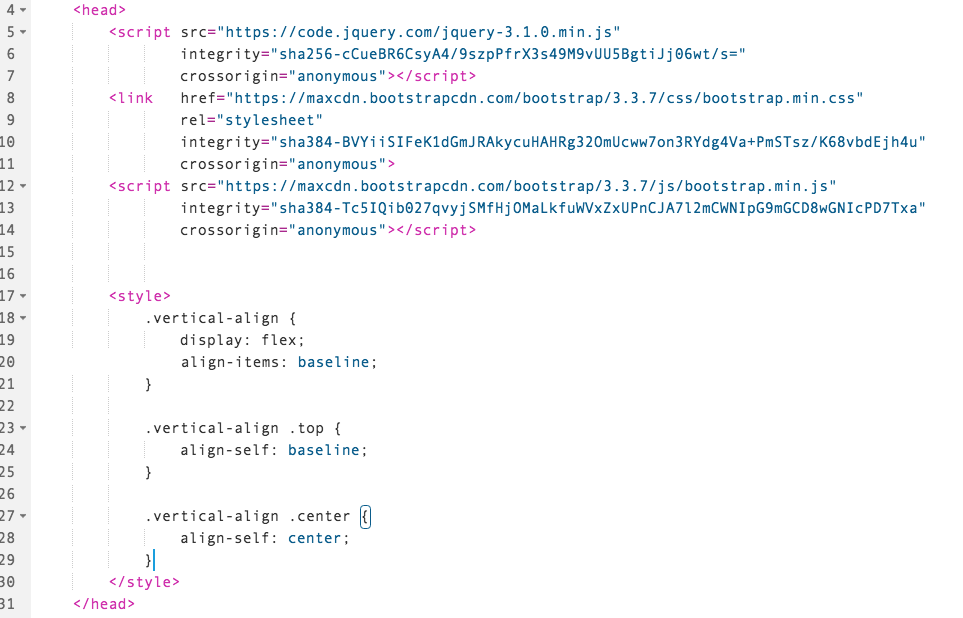 4 <head>
5 <script src="https://code.jquery.com/jquery-3.1.0.min.js"
6 integrity="sha256-cCueBR6CsyA4/9szpPfrX3s49M9vUU5BgtiJj06wt/s="
7 crossorigin="anonymous"></script>
8 <link href="https://maxcdn.bootstrapcdn.com/bootstrap/3.3.7/css/bootstrap.min.css"
9 rel="stylesheet"
10 integrity="sha384-BVYiiSIFeK1dGmJRAkycuHAHRg32OmUcww7on3RYdg4Va+PmSTsz/K68vbdEjh4u"
11 crossorigin="anonymous">
12 <script src="https://maxcdn.bootstrapcdn.com/bootstrap/3.3.7/js/bootstrap.min.js"
13 integrity="sha384-Tc5IQib027qvyjSMfHjOMaLkfuWVxZxUPnCJA7l2mCWNIpG9mGCD8wGNIcPD7Txa"
14 crossorigin="anonymous"></script>
15
16
17 <style>
18 .vertical-align {
19 display: flex;
20 align-items: baseline;
21 }
22
23 .vertical-align .top {
24 align-self: baseline;
25 }
26
27 .vertical-align .center {
28 align-self: center;
29 }
30 </style>
31 </head>